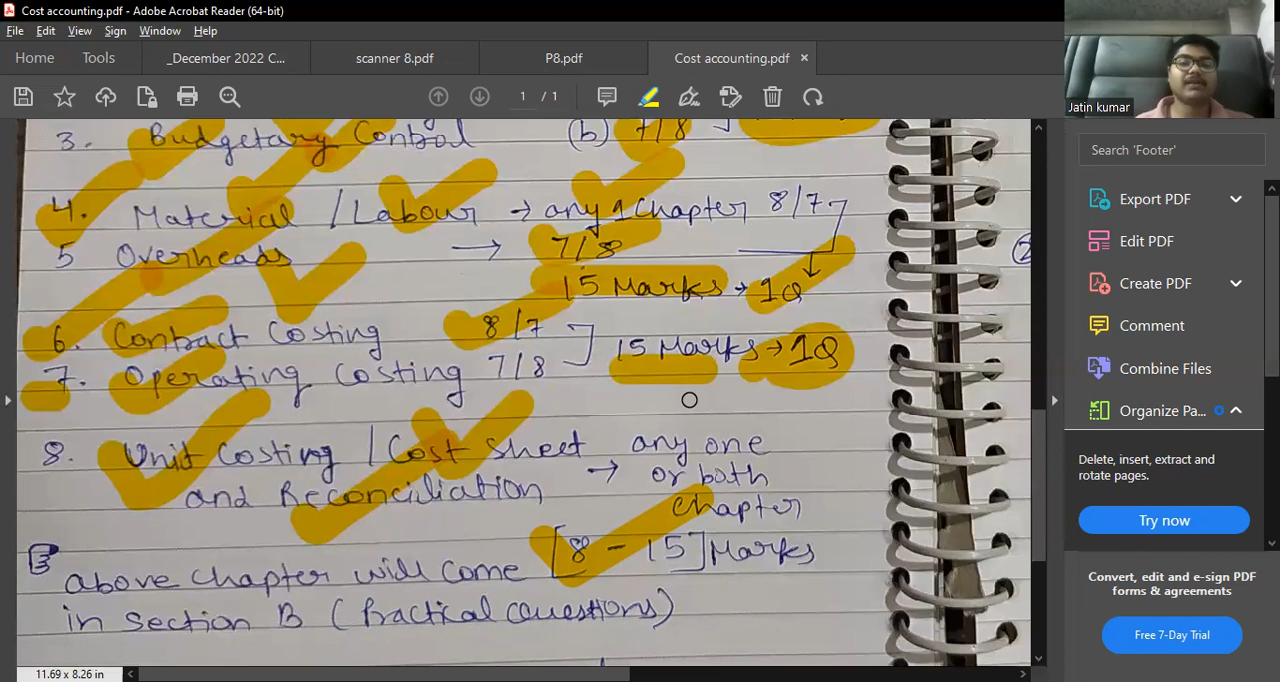 Cost accounting.pdf - Adobe Acrobat Reader (64-bit)
File Edit View Sign Window Help
Home Tools _December 2022 C... scanner 8.pdf P8.pdf Cost accounting.pdf ×
1 / 1
Jatin kumar
Search 'Footer'
Export PDF
Edit PDF
Create PDF
Comment
Combine Files
Organize Pa...
Delete, insert, extract and
rotate pages.
Try now
Convert, edit and e-sign PDF
forms & agreements
Free 7-Day Trial
3. Budgetary Control (b) 7/8
4. Material / Labour → any 1 Chapter 8/7
5 Overheads → 7/8
15 Marks → 1Q
6. Contract Costing 8/7
7. Operating Costing 7/8 ] 15 Marks → 1Q
8. Unit Costing / Cost Sheet any one
and Reconciliation → or both
chapter
above chapter will come [8 - 15] Marks
in section B (Practical Questions)
11.69 x 8.26 in